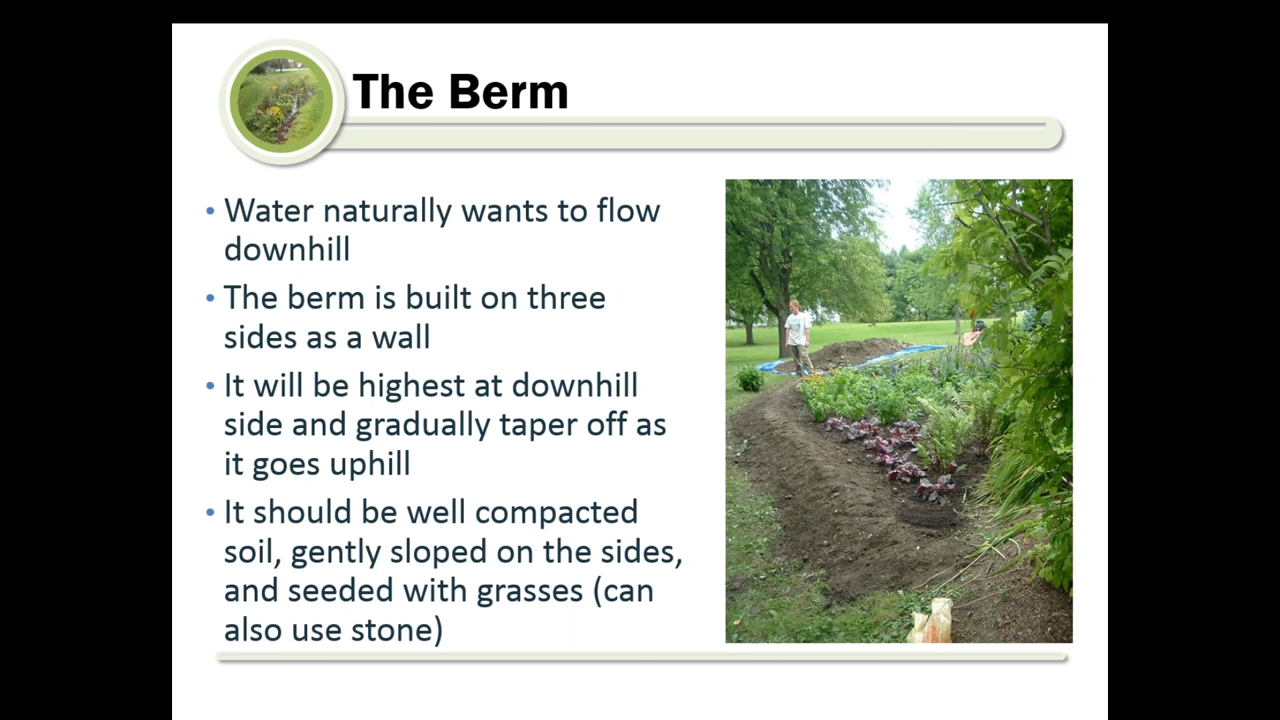 The Berm
• Water naturally wants to flow
downhill
• The berm is built on three
sides as a wall
• It will be highest at downhill
side and gradually taper off as
it goes uphill
• It should be well compacted
soil, gently sloped on the sides,
and seeded with grasses (can
also use stone)